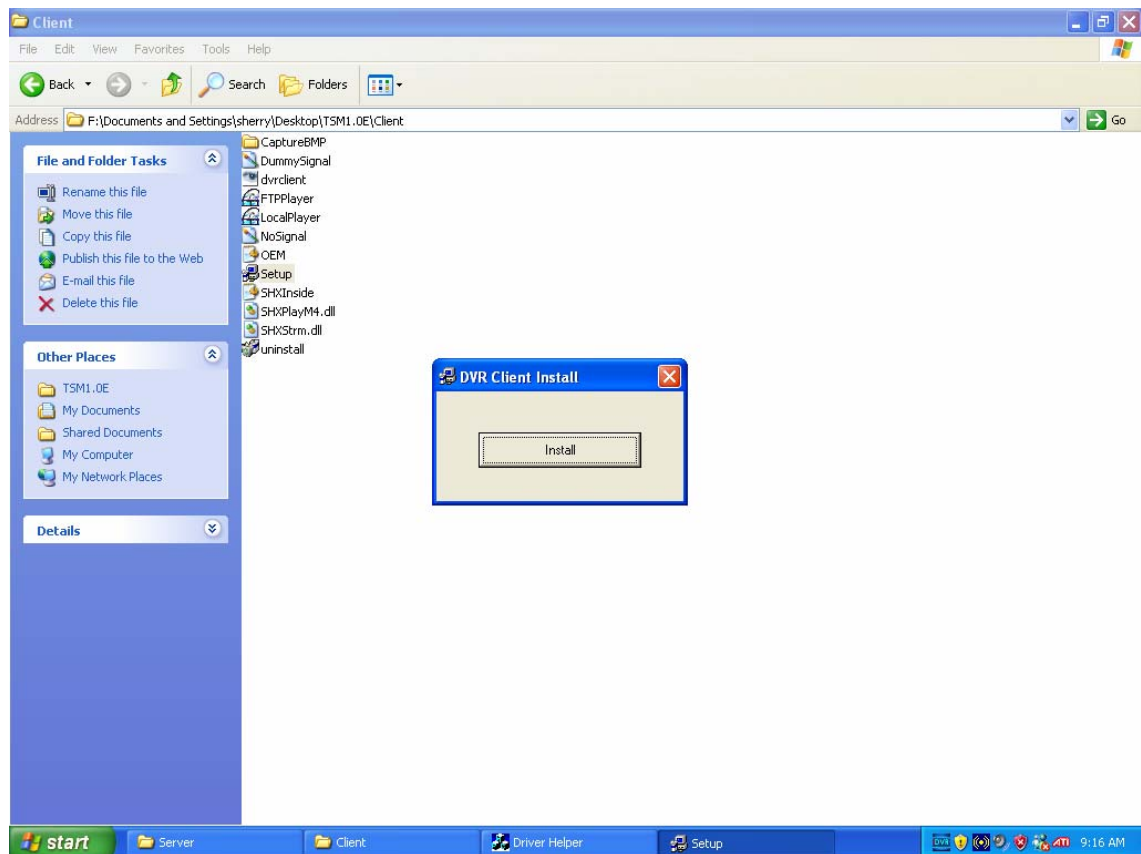 Client
File Edit View Favorites Tools Help
Back Search Folders
Address F:\Documents and Settings\sherry\Desktop\TSM1.0E\Client Go
File and Folder Tasks
Rename this file
Move this file
Copy this file
Publish this file to the Web
E-mail this file
Delete this file
Other Places
TSM1.0E
My Documents
Shared Documents
My Computer
My Network Places
Details
CaptureBMP
DummySignal
dvrclient
FTPPlayer
LocalPlayer
NoSignal
OEM
Setup
SHXInside
SHXPlayM4.dll
SHXStrm.dll
uninstall
DVR Client Install
Install
start Server Client Driver Helper Setup DVR ATI 9:16 AM